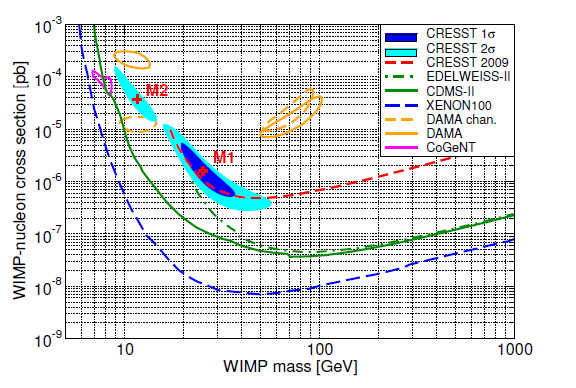 10-3
10-4
10-5
10-6
10-7
10-8
10-9
WIMP-nucleon cross section [pb]
10
100
1000
WIMP mass [GeV]
CRESST 1σ
CRESST 2σ
CRESST 2009
EDELWEISS-II
CDMS-II
XENON100
DAMA chan.
DAMA
CoGeNT
M2
M1